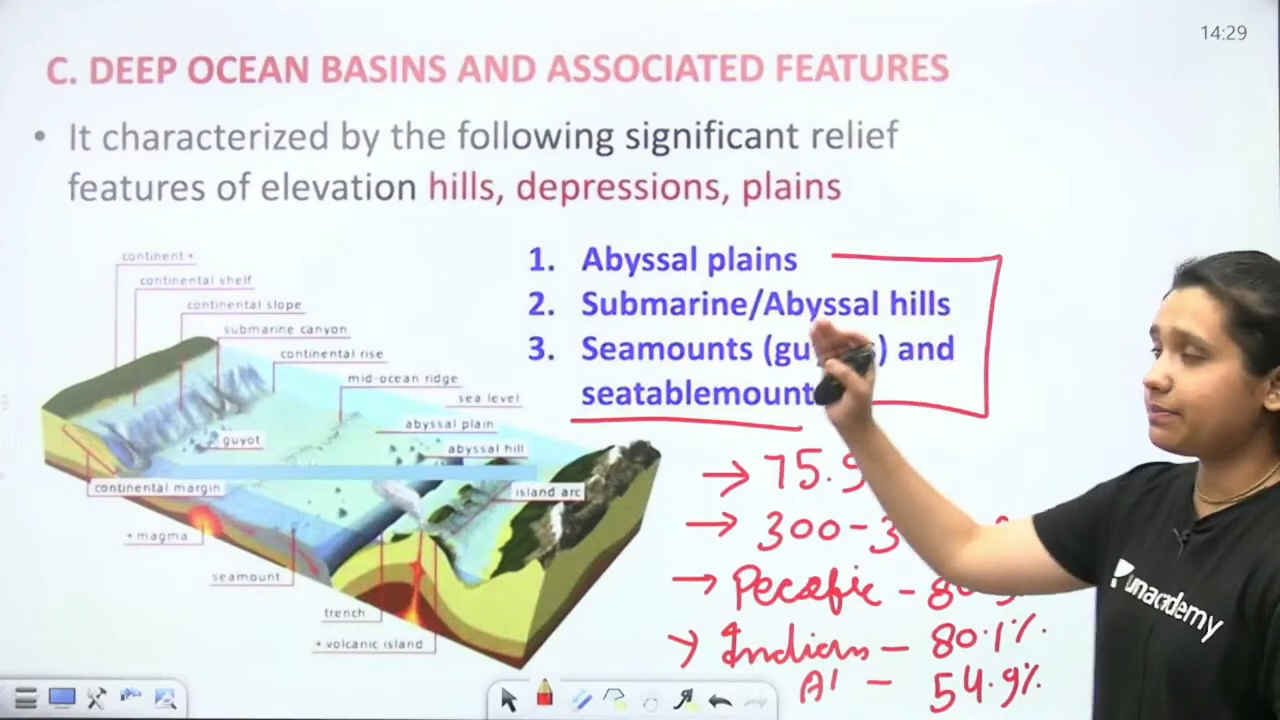 14:29
C. DEEP OCEAN BASINS AND ASSOCIATED FEATURES
• It characterized by the following significant relief
features of elevation hills, depressions, plains
1. Abyssal plains
2. Submarine/Abyssal hills
3. Seamounts and
continent
continental shelf
continental slope
submarine canyon
continental rise
mid-ocean ridge
sea level
abyssal plain
abyssal hill
guyot
island arc
continental margin
magma
seamount
trench
volcanic island
→ 75.9
→ 300-3
→ Pecefic -
→ Indian - 80.1%.
At - 54.9%.
unacademy